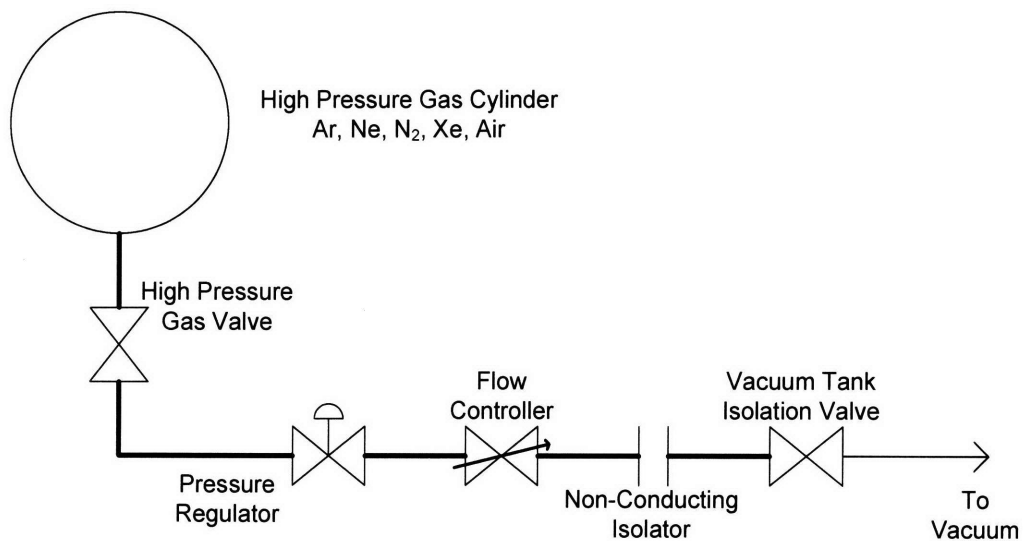 High Pressure Gas Cylinder
Ar, Ne, N₂, Xe, Air
High Pressure
Gas Valve
Flow
Controller
Vacuum Tank
Isolation Valve
Pressure
Regulator
Non-Conducting
Isolator
To
Vacuum